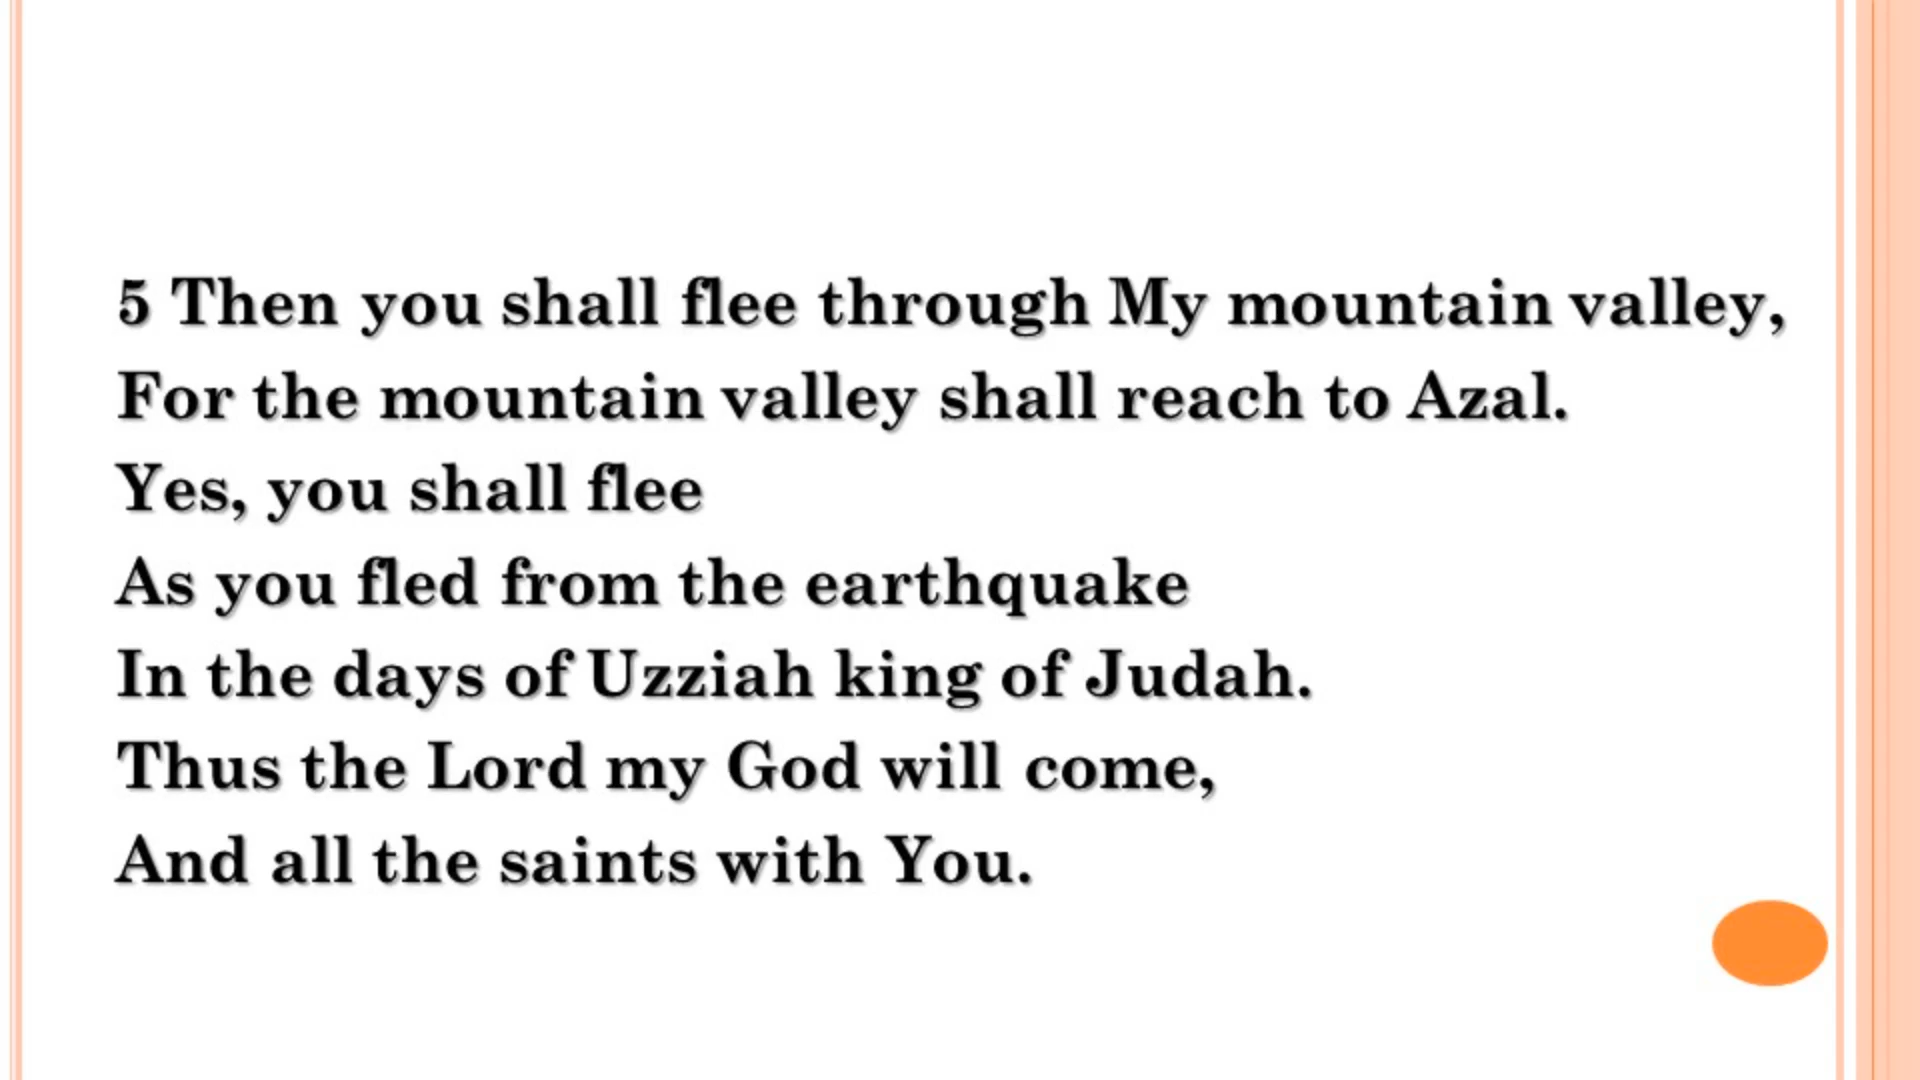 5 Then you shall flee through My mountain valley,
For the mountain valley shall reach to Azal.
Yes, you shall flee
As you fled from the earthquake
In the days of Uzziah king of Judah.
Thus the Lord my God will come,
And all the saints with You.